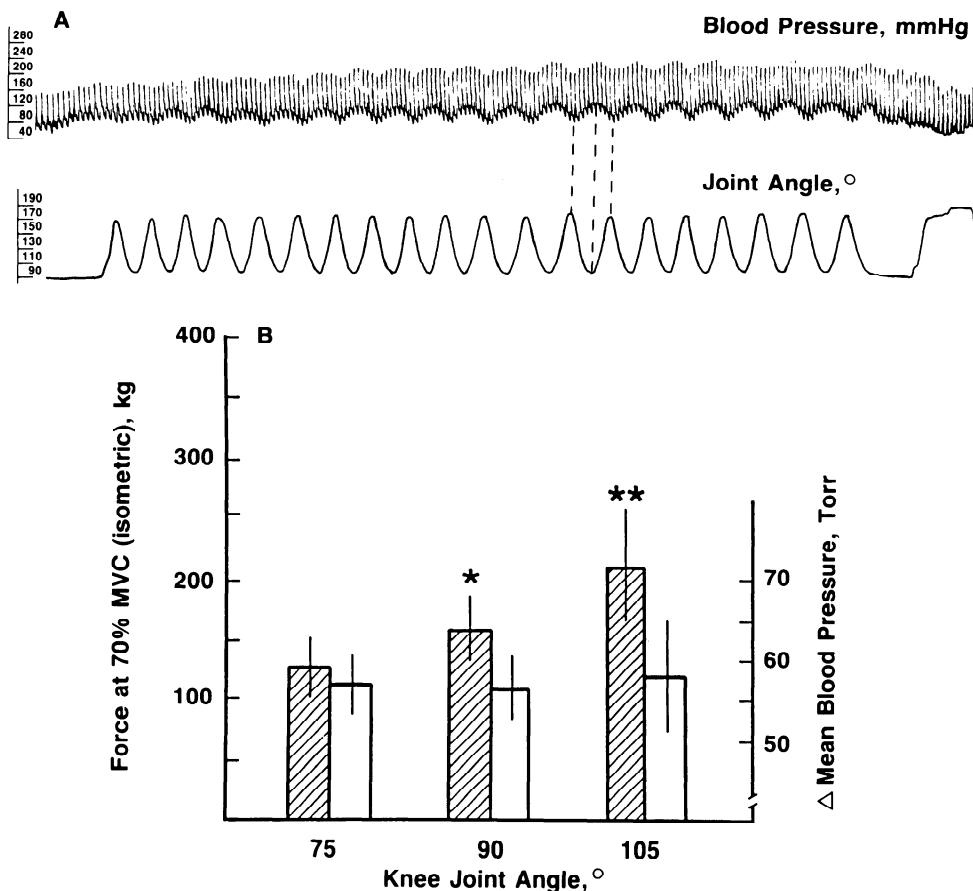 A
Blood Pressure, mmHg
280
240
200
160
120
80
40
Joint Angle, °
190
170
150
130
110
90
B
400
300
200
100
Force at 70% MVC (isometric), kg
*
**
70
60
50
△ Mean Blood Pressure, Torr
75 90 105
Knee Joint Angle, °